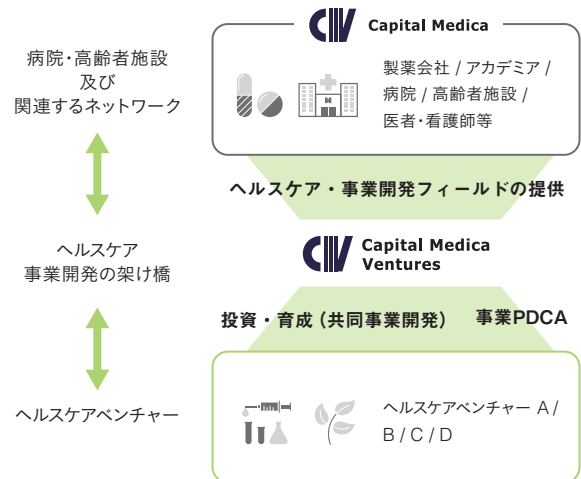 病院・高齢者施設
及び
関連するネットワーク
Capital Medica
製薬会社 / アカデミア /
病院 / 高齢者施設 /
医者・看護師等
ヘルスケア・事業開発フィールドの提供
ヘルスケア
事業開発の架け橋
Capital Medica
Ventures
投資・育成(共同事業開発)
事業PDCA
ヘルスケアベンチャー
ヘルスケアベンチャー A /
B / C / D